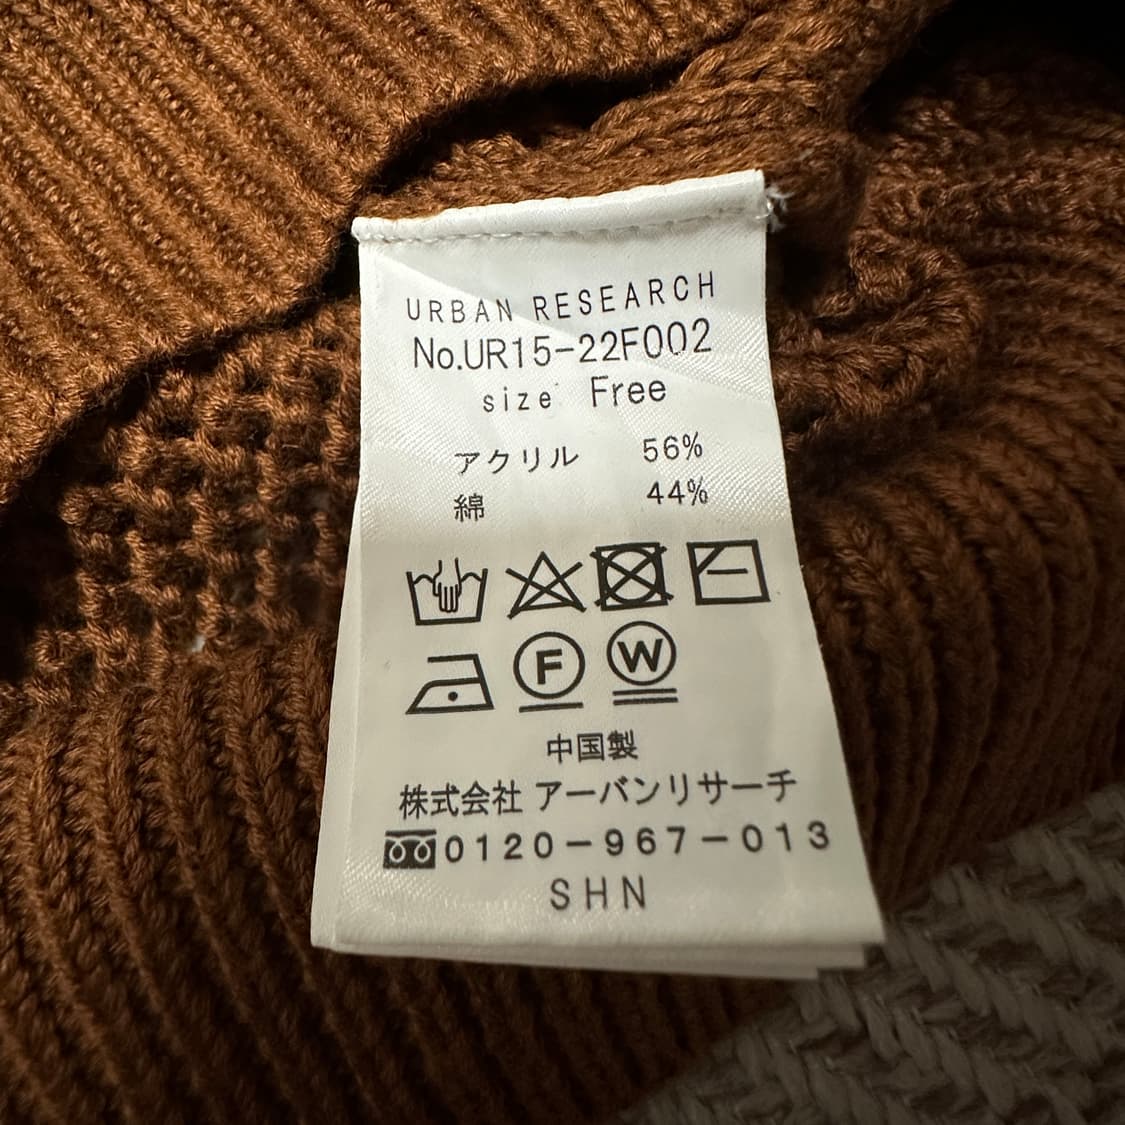 URBAN RESEARCH
No.UR15-22F002
size Free
アクリル 56%
綿 44%
F W
中国製
株式会社 アーバンリサーチ
0120-967-013
SHN